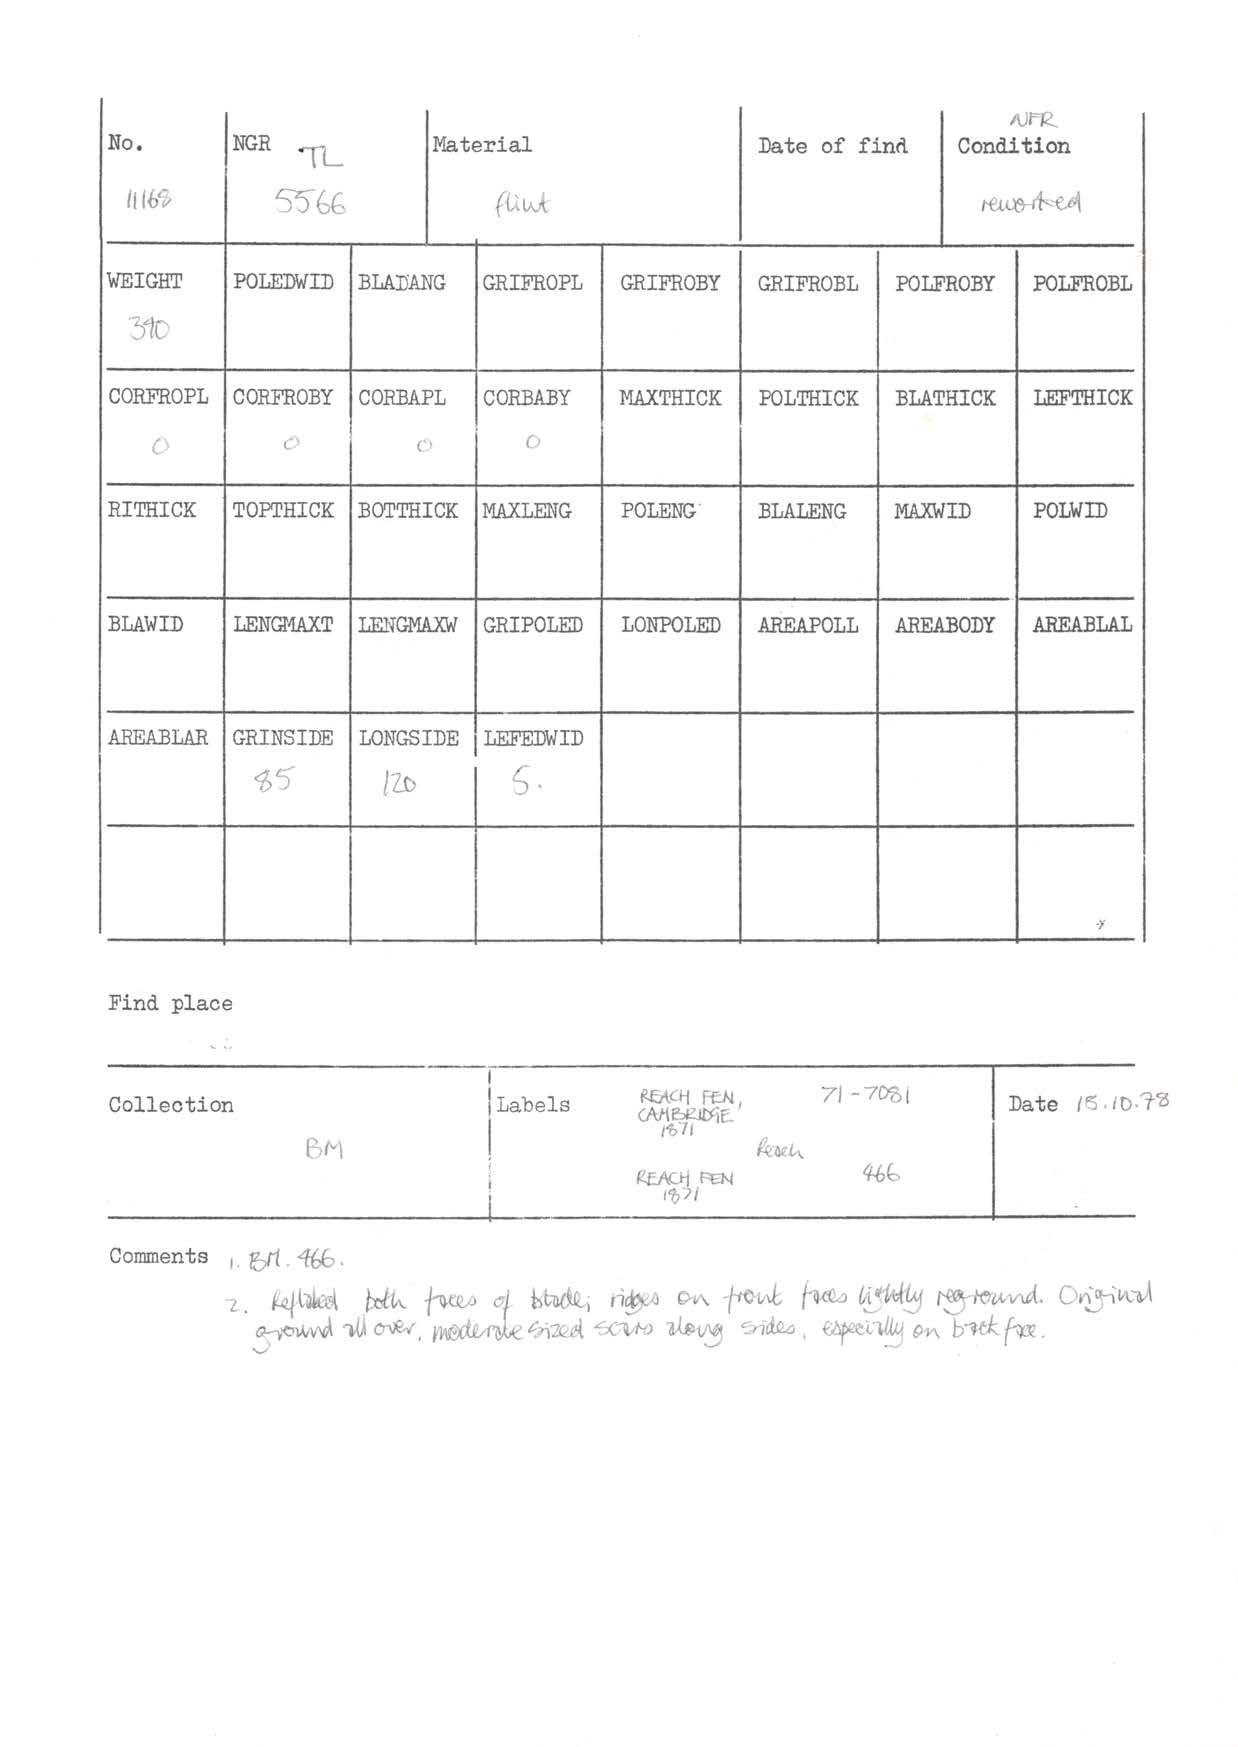 No. NGR TL Material Date of find NFR Condition
11168 5566 flint reworked
WEIGHT POLEDWID BLADANG GRIFROPL GRIFROBY GRIFROBL POLFROBY POLFROBL
390
CORFROPL CORFROBY CORBAPL CORBABY MAXTHICK POLTHICK BLATHICK LEFTHICK
0 0 0 0
RITHICK TOPTHICK BOTTHICK MAXLENG POLENG BLALENG MAXWID POLWID
BLAWID LENGMAXT LENGMAXW GRIPOLED LONPOLED AREAPOLL AREABODY AREABLAL
AREABLAR GRINSIDE LONGSIDE LEFEDWID
85 120 5.
Find place
Collection
BM
Labels
REACH FEN, 71-7081
CAMBRIDGE
1871
Reach
REACH FEN 466
1871
Date 15.10.78
Comments 1. BM. 466.
2. Reflaked both faces of blade; ridges on front faces lightly reground. Original
ground all over, moderate sized scars along sides, especially on back face.